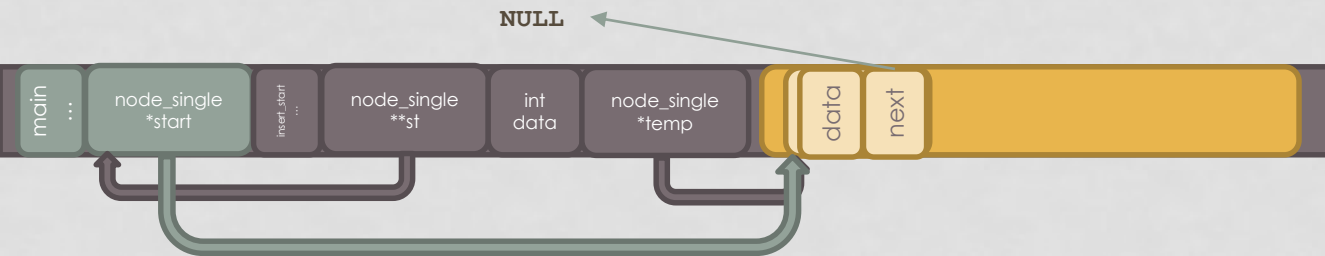 NULL
main
...
node_single
*start
insert_start
...
node_single
**st
int
data
node_single
*temp
data
next